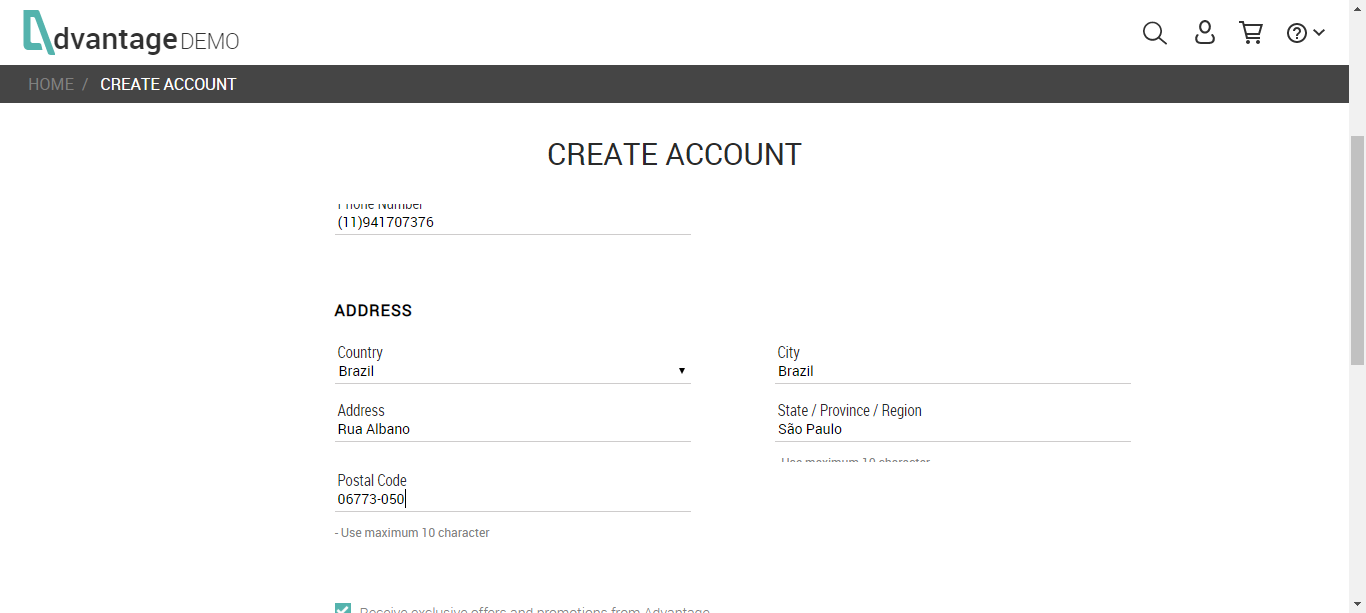 dvantage DEMO
HOME / CREATE ACCOUNT
CREATE ACCOUNT
Phone Number
(11)941707376
ADDRESS
Country
Brazil
City
Brazil
Address
Rua Albano
State / Province / Region
São Paulo
- Use maximum 10 character
Postal Code
06773-050
- Use maximum 10 character
Receive exclusive offers and promotions from Advantage